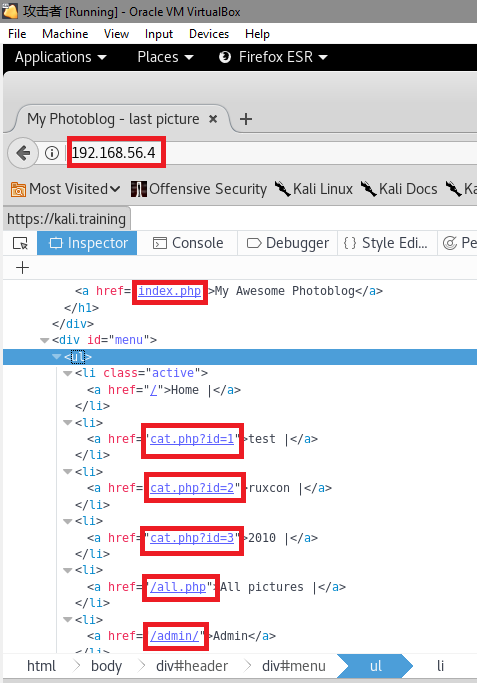 攻击者 [Running] - Oracle VM VirtualBox
File Machine View Input Devices Help
Applications Places Firefox ESR
My Photoblog - last picture × +
192.168.56.4
Most Visited Offensive Security Kali Linux Kali Docs Ka
https://kali.training
Inspector Console Debugger { } Style Edi... Pe
+
<a href="index.php">My Awesome Photoblog</a>
</h1>
</div>
<div id="menu">
<ul>
<li class="active">
<a href="/">Home |</a>
</li>
<li>
<a href="cat.php?id=1">test |</a>
</li>
<li>
<a href="cat.php?id=2">ruxcon |</a>
</li>
<li>
<a href="cat.php?id=3">2010 |</a>
</li>
<li>
<a href="/all.php">All pictures |</a>
</li>
<li>
<a href="/admin/">Admin</a>
html body div#header div#menu ul li